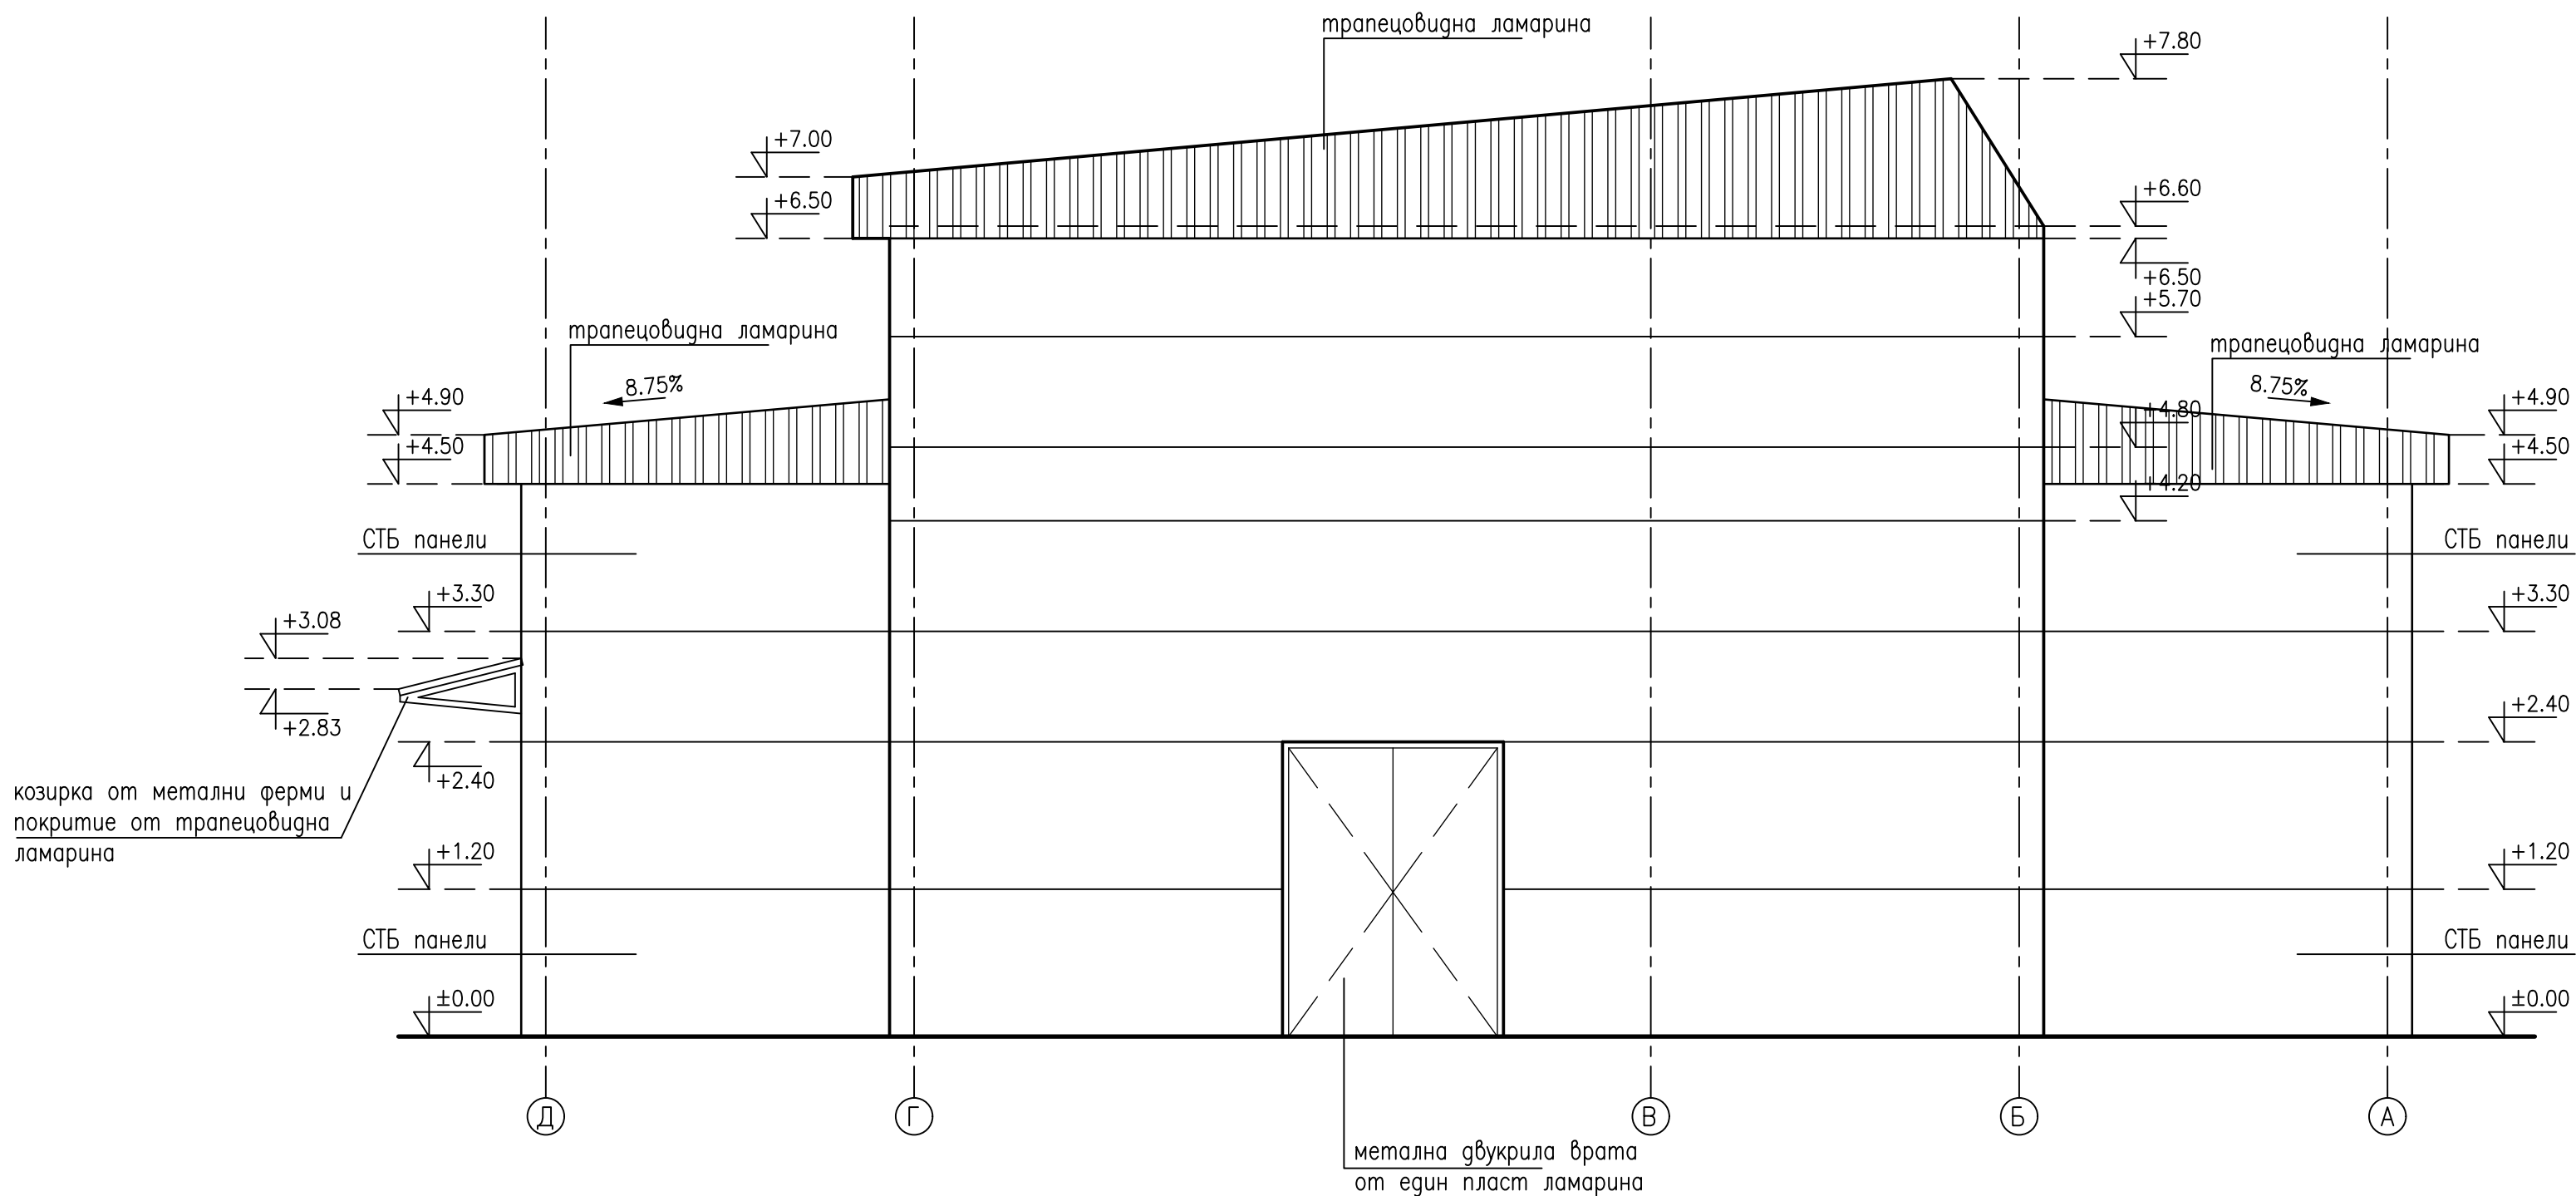 трапецовидна ламарина
+7.80
+7.00
+6.50
+6.60
+6.50
+5.70
трапецовидна ламарина
трапецовидна ламарина
8.75%
8.75%
+4.90
+4.80
+4.90
+4.50
+4.50
+4.20
СТБ панели
СТБ панели
+3.30
+3.30
+3.08
+2.83
+2.40
+2.40
козирка от метални ферми и
покритие от трапецовидна
ламарина
+1.20
+1.20
СТБ панели
СТБ панели
±0.00
±0.00
Д
Г
В
Б
А
метална двукрила врата
от един пласт ламарина